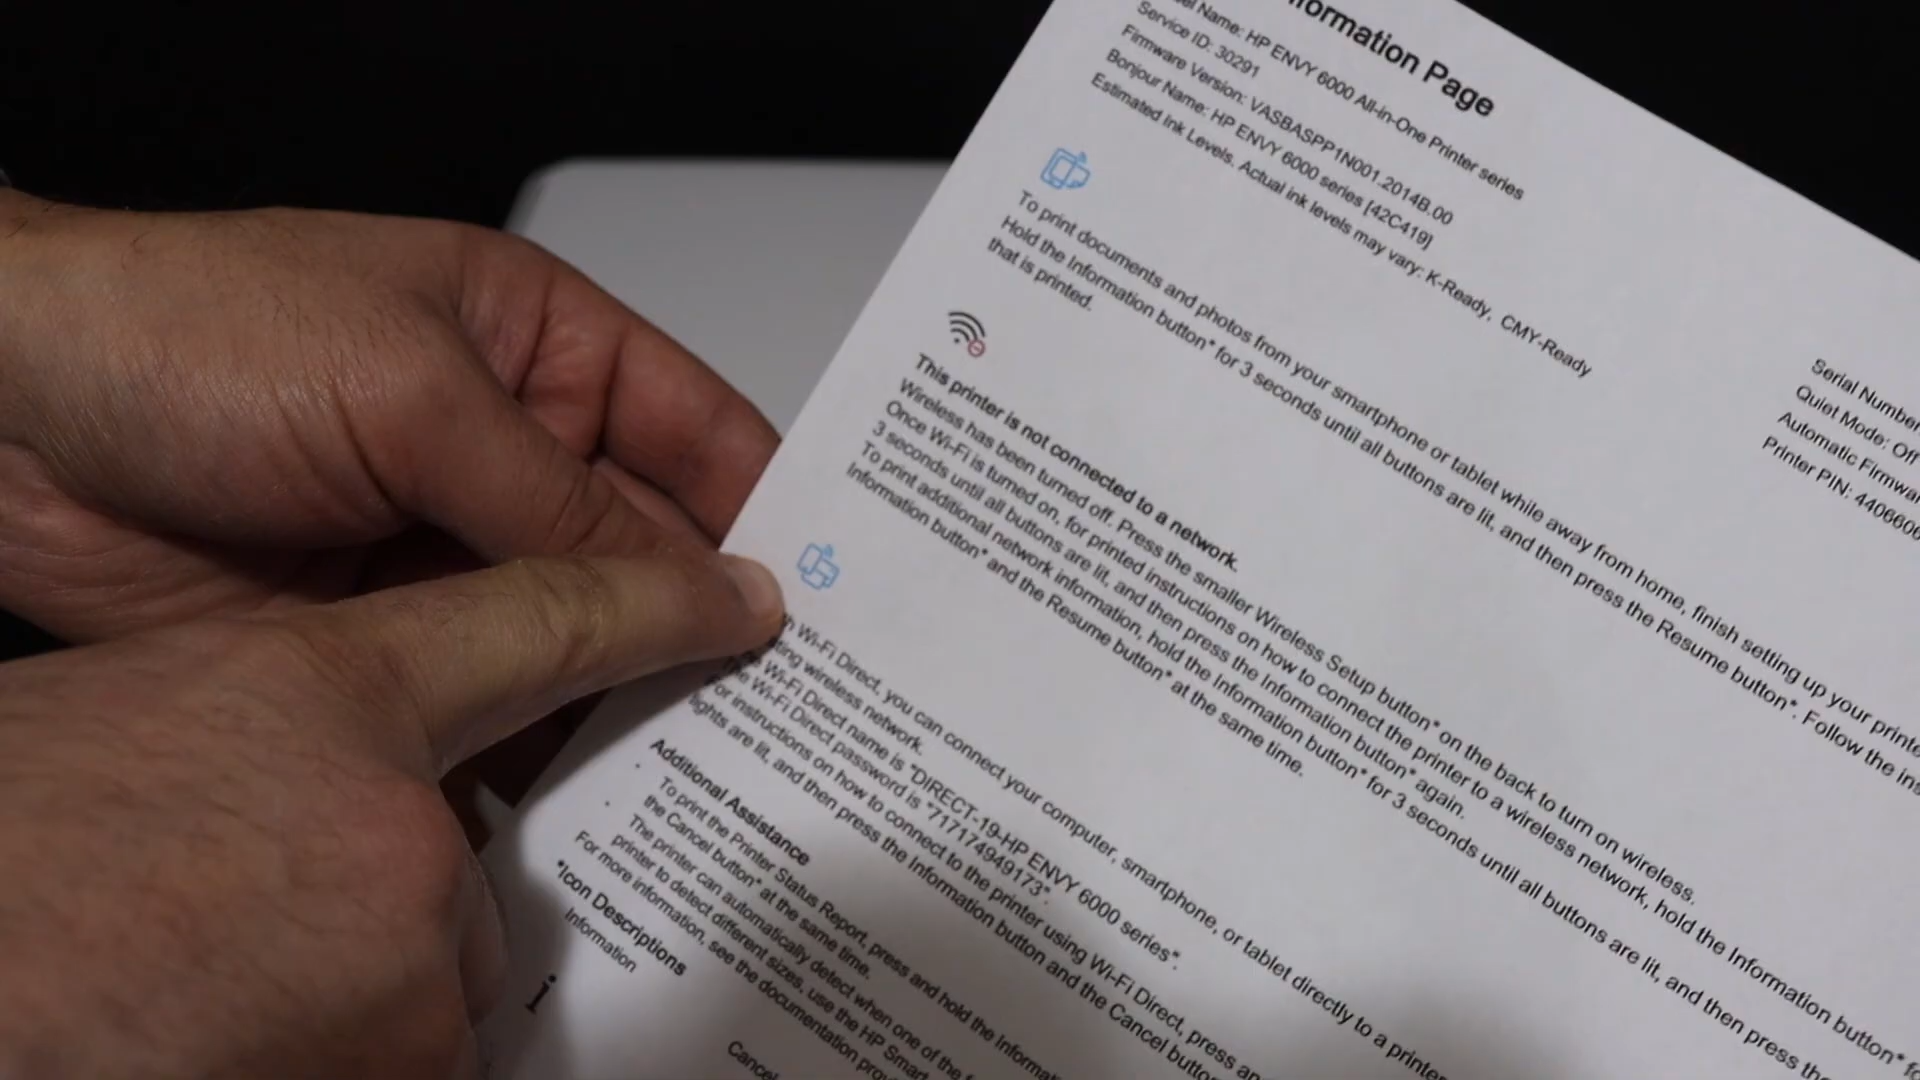 Information Page
Name: HP ENVY 6000 All-in-One Printer series
Service ID: 30291
Firmware Version: VASBASPP1N001.2014B.00
Bonjour Name: HP ENVY 6000 series [42C419]
Estimated Ink Levels. Actual ink levels may vary: K-Ready, CMY-Ready
Serial Number
Quiet Mode: Off
Automatic
Printer PIN:
To print documents and photos from your smartphone or tablet while away from home, finish setting up your
Hold the Information button* for 3 seconds until all buttons are lit, and then press the Resume button*. Follow the
that is printed.
This printer is not connected to a network.
Wireless has been turned off. Press the smaller Wireless Setup button* on the back to turn on wireless.
Once Wi-Fi is turned on, for printed instructions on how to connect the printer to a wireless network, hold the Information button*
3 seconds until all buttons are lit, and then press the Information button* again.
To print additional network information, hold the Information button* for 3 seconds until all buttons are lit, and then press the
Information button* and the Resume button* at the same time.
Wi-Fi Direct, you can connect your computer, smartphone, or tablet directly to a
wireless network.
Wi-Fi Direct name is "DIRECT-19-HP ENVY 6000 series".
Wi-Fi Direct password is "717174949173".
For instructions on how to connect to the printer using Wi-Fi Direct, press
lights are lit, and then press the Information button and the Cancel
Additional Assistance
• To print the Printer Status Report, press and hold the
the Cancel button* at the same time.
• The printer can automatically detect when one of the
printer to detect different sizes, use the HP
For more information, see the documentation
*Icon Descriptions
Information
i
Cancel